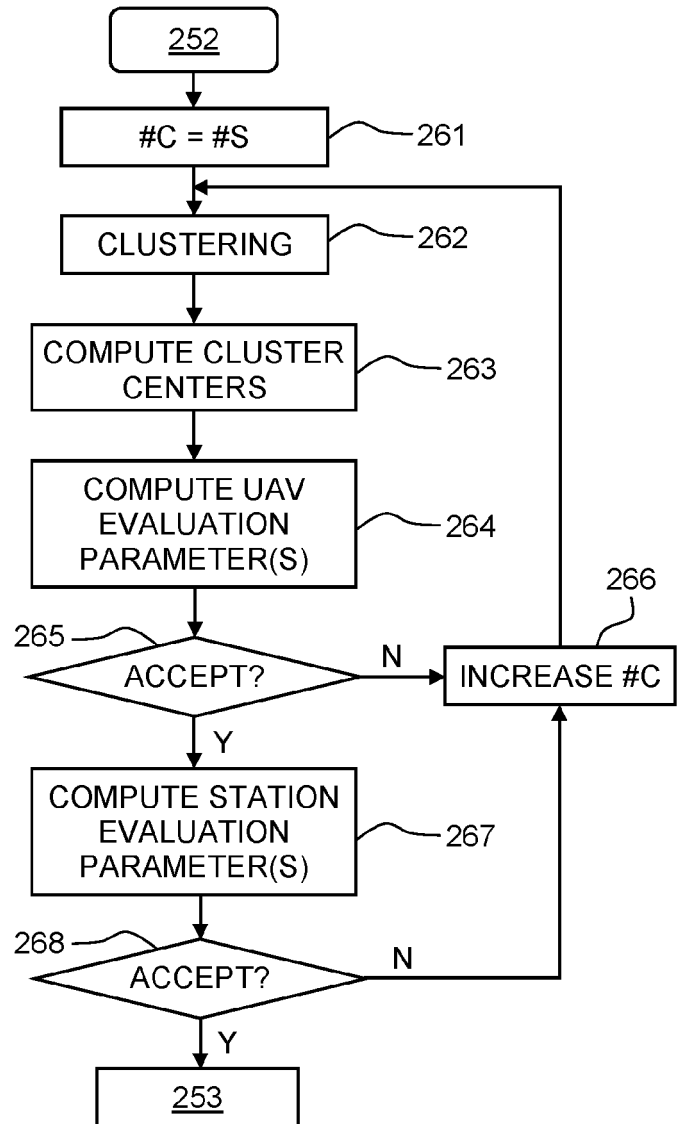 252
#C = #S
261
CLUSTERING
262
COMPUTE CLUSTER
CENTERS
263
COMPUTE UAV
EVALUATION
PARAMETER(S)
264
265
ACCEPT?
N
Y
266
INCREASE #C
COMPUTE STATION
EVALUATION
PARAMETER(S)
267
268
ACCEPT?
N
Y
253